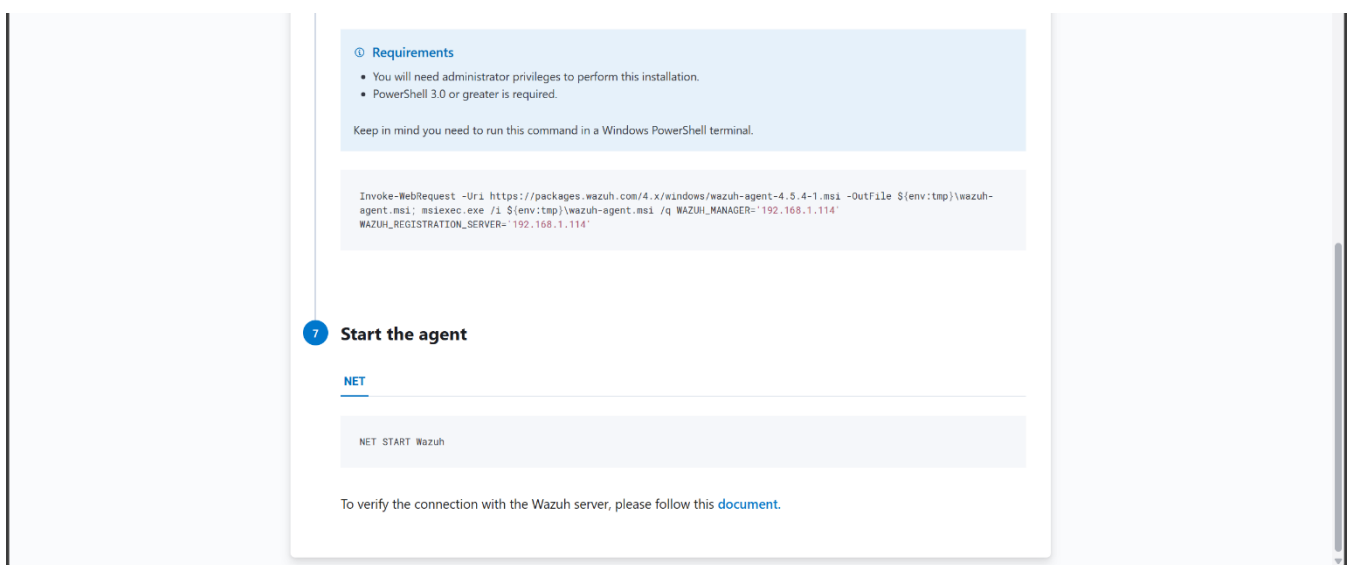 Requirements
• You will need administrator privileges to perform this installation.
• PowerShell 3.0 or greater is required.
Keep in mind you need to run this command in a Windows PowerShell terminal.
Invoke-WebRequest -Uri https://packages.wazuh.com/4.x/windows/wazuh-agent-4.5.4-1.msi -OutFile ${env:tmp}\wazuh-
agent.msi; msiexec.exe /i ${env:tmp}\wazuh-agent.msi /q WAZUH_MANAGER='192.168.1.114'
WAZUH_REGISTRATION_SERVER='192.168.1.114'
7 Start the agent
NET
NET START Wazuh
To verify the connection with the Wazuh server, please follow this document.